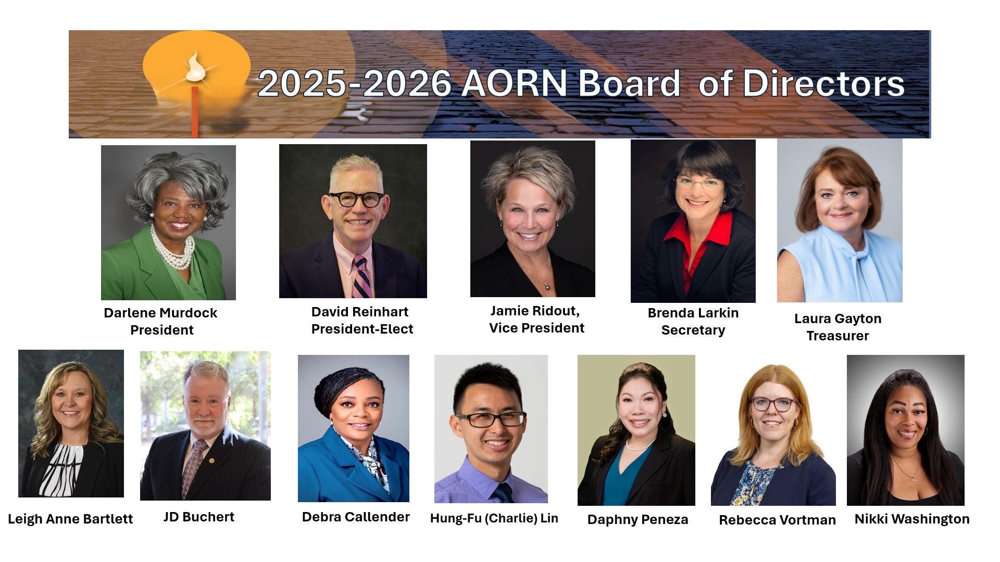 2025-2026 AORN Board  of Directors
Darlene Murdock
President
David Reinhart
President-Elect
Jamie Ridout,
Vice President
Brenda Larkin
Secretary
Laura Gayton
Treasurer
Leigh Anne Bartlett
JD Buchert
Debra Callender
Hung-Fu (Charlie) Lin
Daphny Peneza
Rebecca Vortman
Nikki Washington